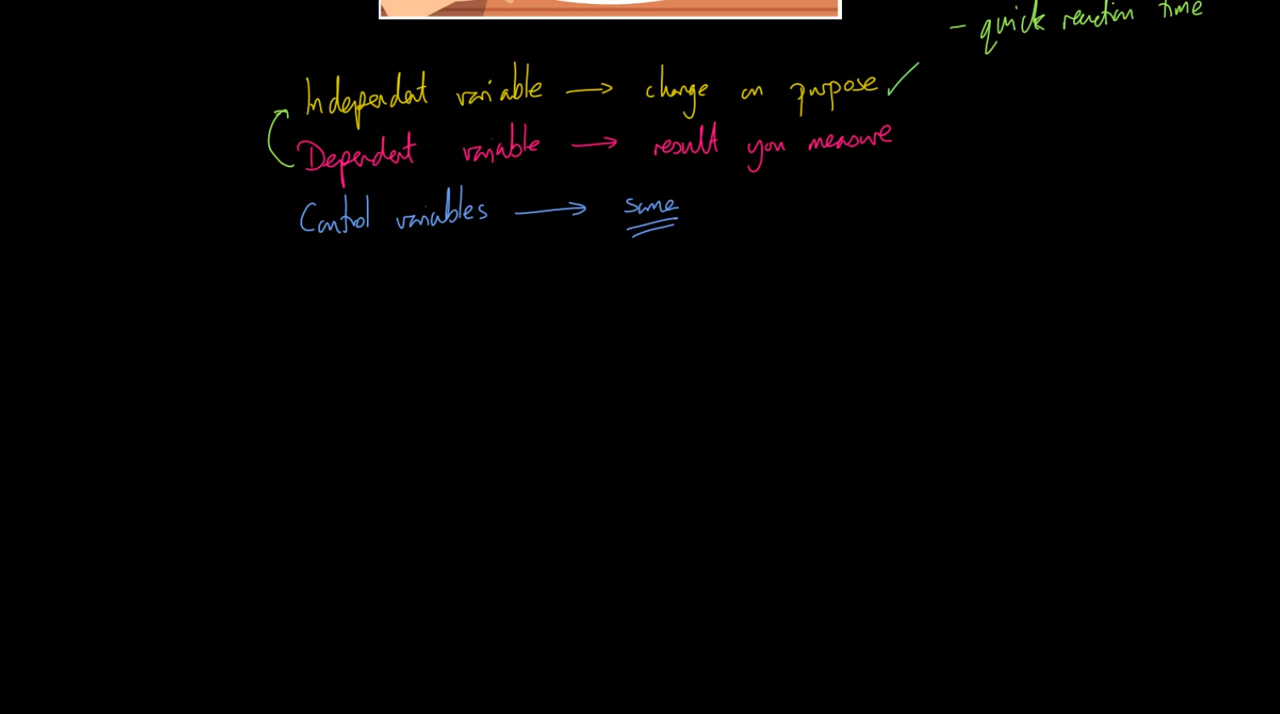 - quick reaction time
Independent variable → change on purpose ✓
Dependent variable → result you measure
Control variables → same